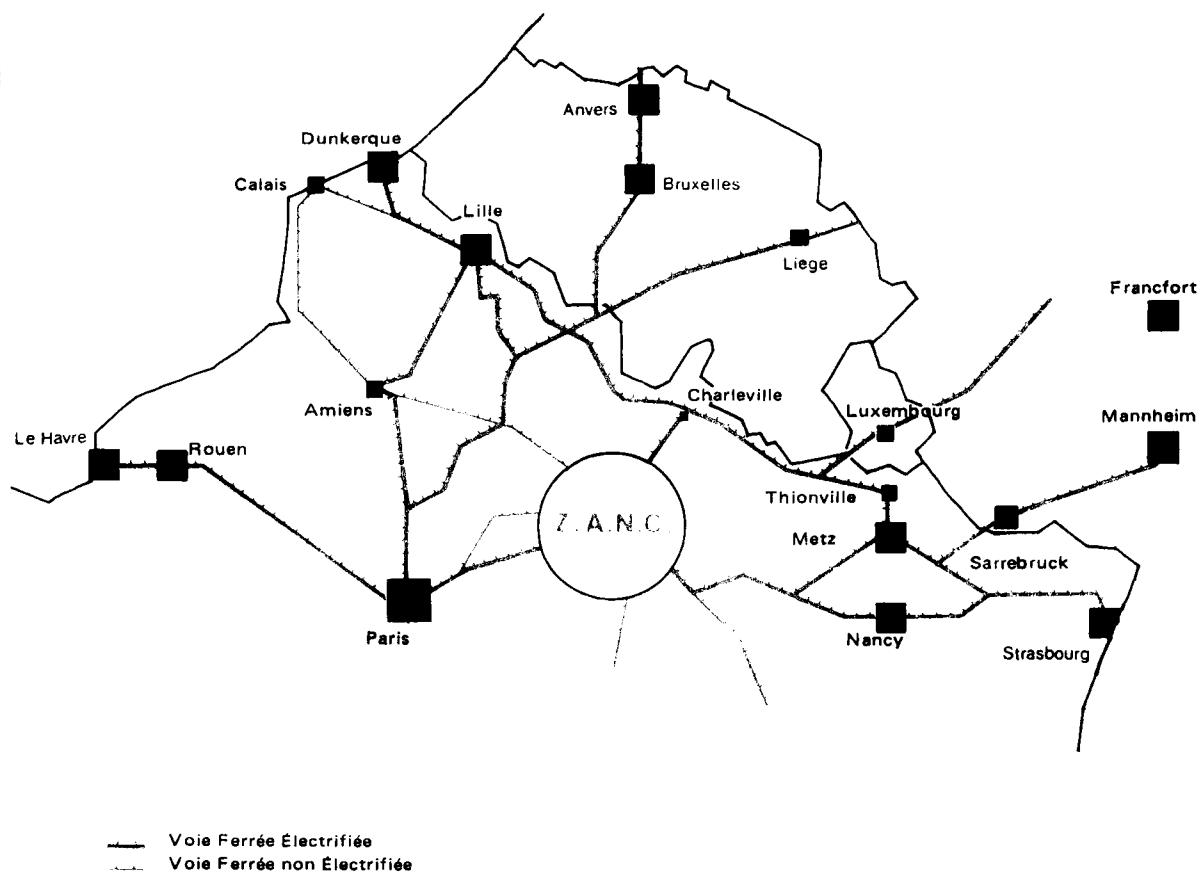 Anvers
Dunkerque
Calais
Bruxelles
Lille
Liege
Francfort
Charleville
Amiens
Luxembourg
Mannheim
Le Havre
Rouen
Thionville
Z.A.N.C.
Metz
Sarrebruck
Paris
Nancy
Strasbourg
Voie Ferrée Électrifiée
Voie Ferrée non Électrifiée